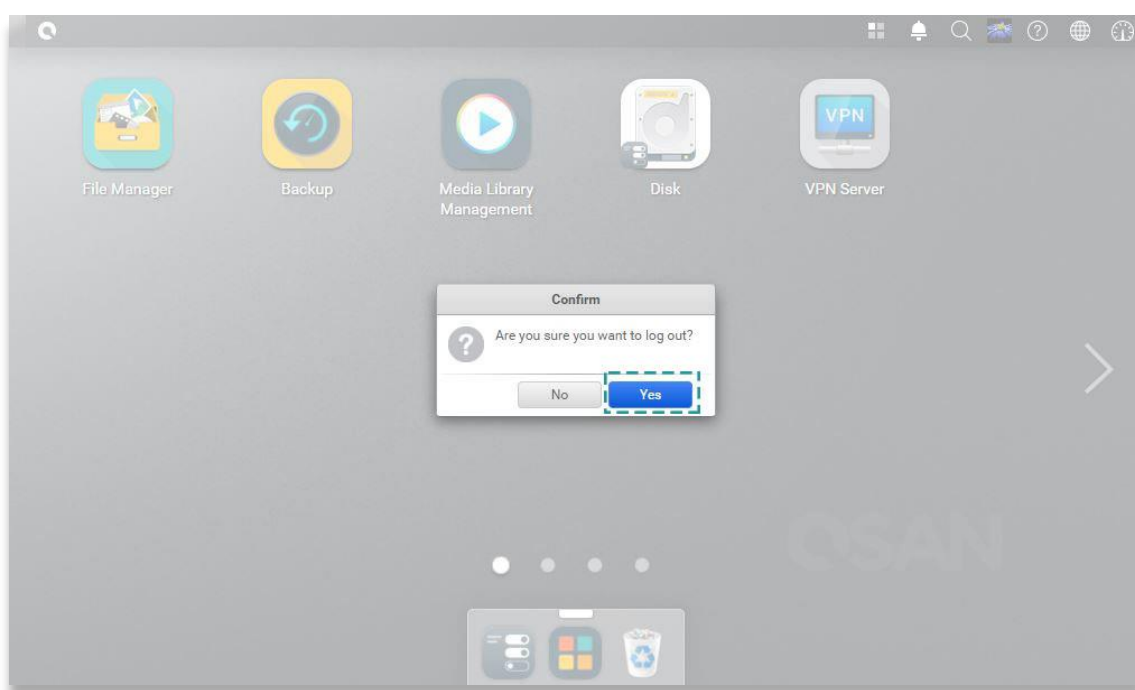 VPN
File Manager
Backup
Media Library
Management
Disk
VPN Server
Confirm
?
Are you sure you want to log out?
No
Yes
QSAN